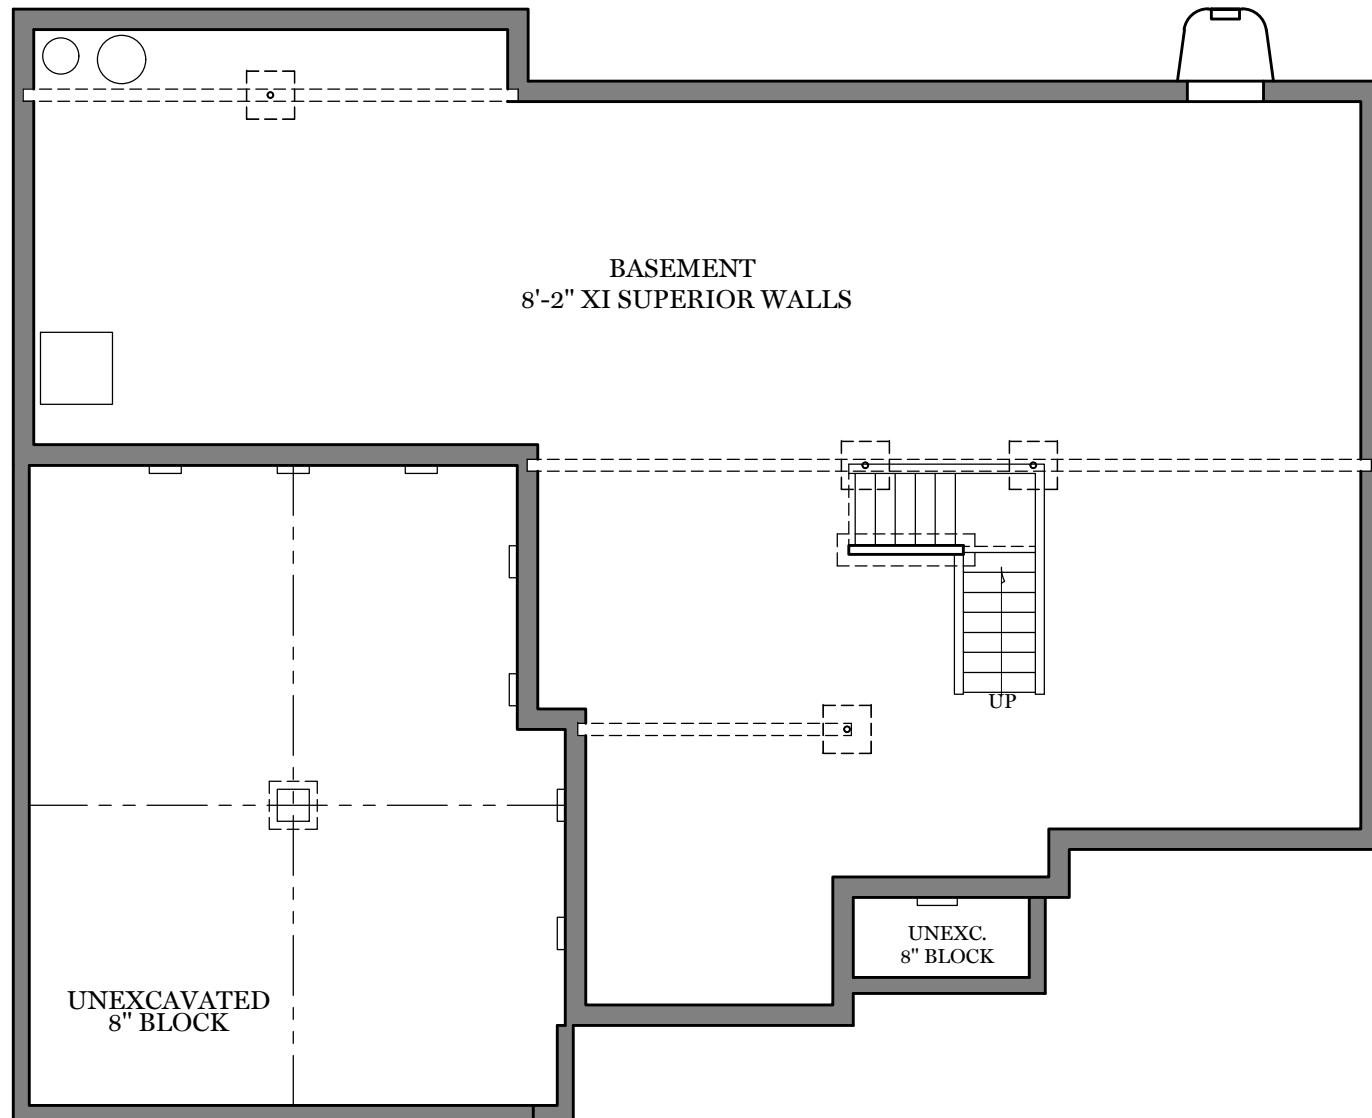 BASEMENT
8'-2" XI SUPERIOR WALLS
UP
UNEXC.
8" BLOCK
UNEXCAVATED
8" BLOCK